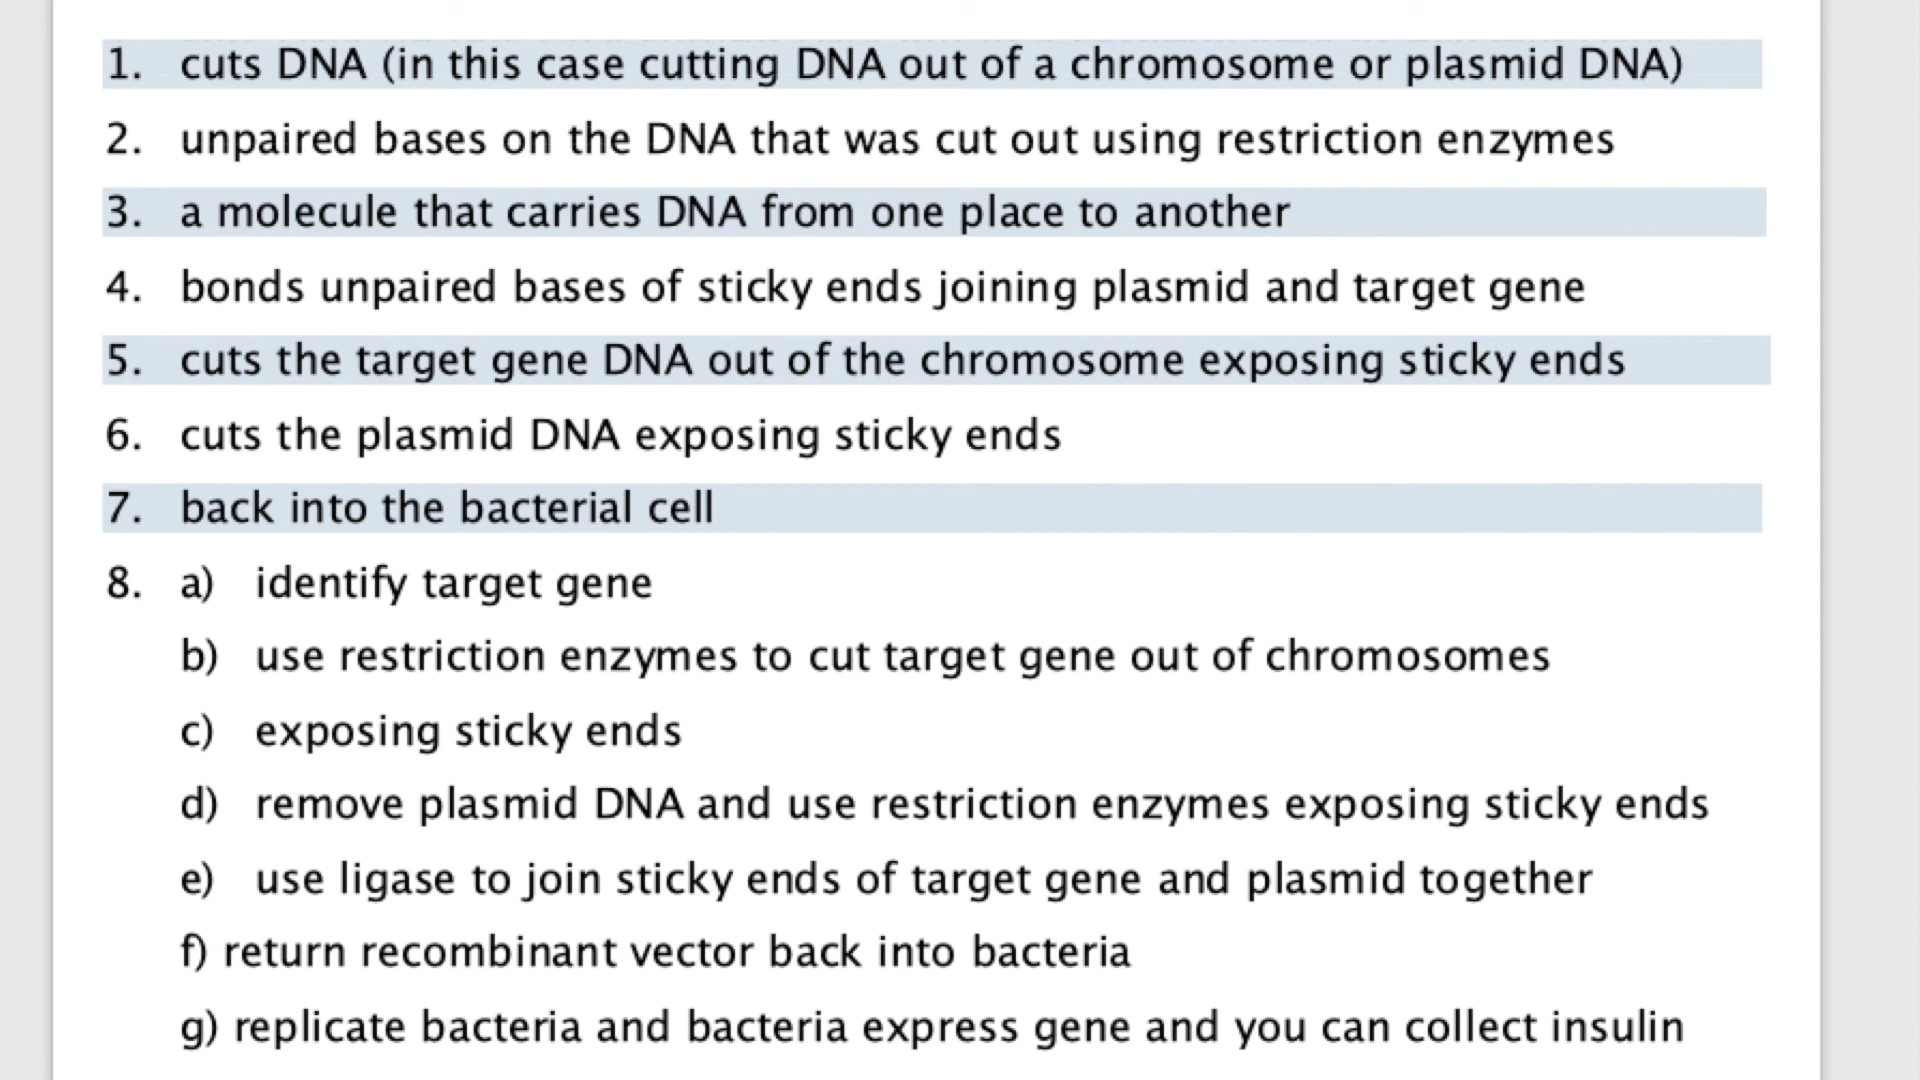 1. cuts DNA (in this case cutting DNA out of a chromosome or plasmid DNA)
2. unpaired bases on the DNA that was cut out using restriction enzymes
3. a molecule that carries DNA from one place to another
4. bonds unpaired bases of sticky ends joining plasmid and target gene
5. cuts the target gene DNA out of the chromosome exposing sticky ends
6. cuts the plasmid DNA exposing sticky ends
7. back into the bacterial cell
8. a) identify target gene
b) use restriction enzymes to cut target gene out of chromosomes
c) exposing sticky ends
d) remove plasmid DNA and use restriction enzymes exposing sticky ends
e) use ligase to join sticky ends of target gene and plasmid together
f) return recombinant vector back into bacteria
g) replicate bacteria and bacteria express gene and you can collect insulin